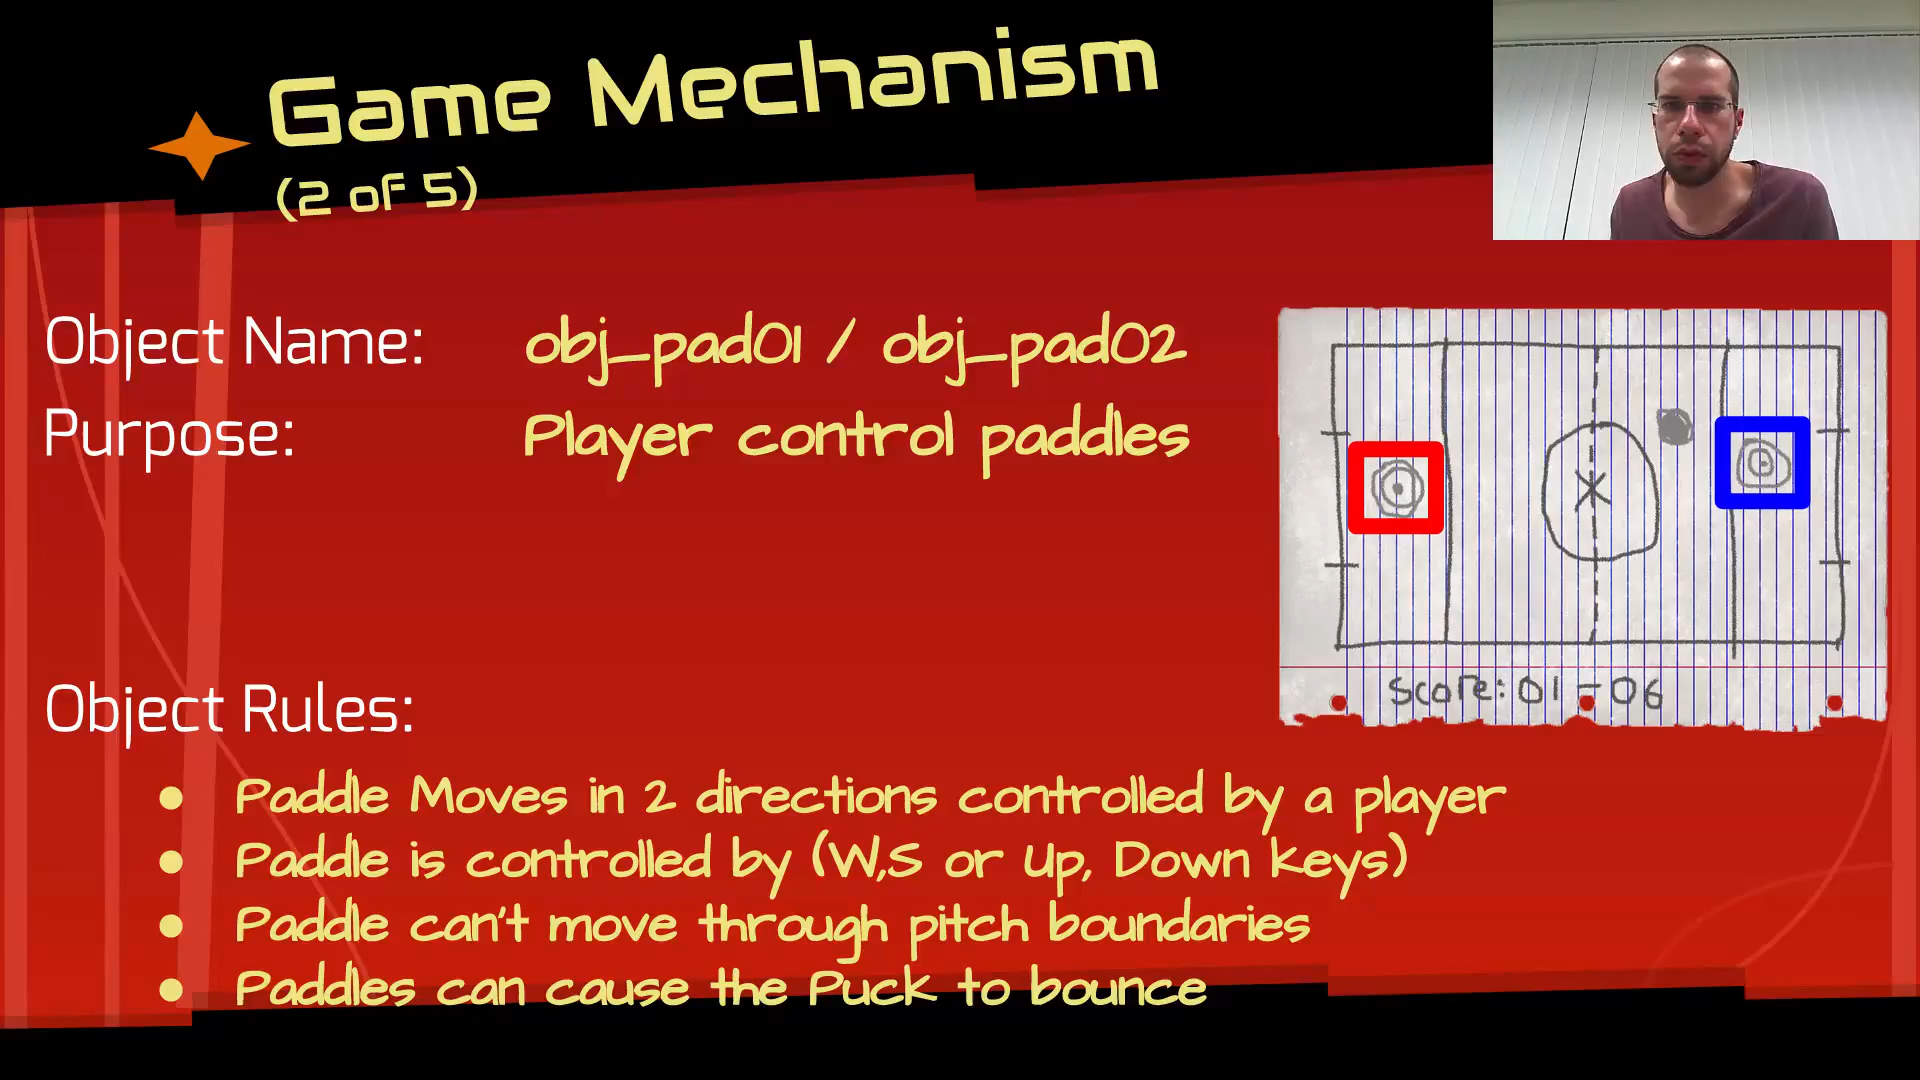 Game Mechanism
(2 of 5)
Object Name: obj_pad01 / obj_pad02
Purpose: Player control paddles
Score: 01 - 06
Object Rules:
● Paddle Moves in 2 directions controlled by a player
● Paddle is controlled by (W,S or Up, Down keys)
● Paddle can't move through pitch boundaries
● Paddles can cause the Puck to bounce